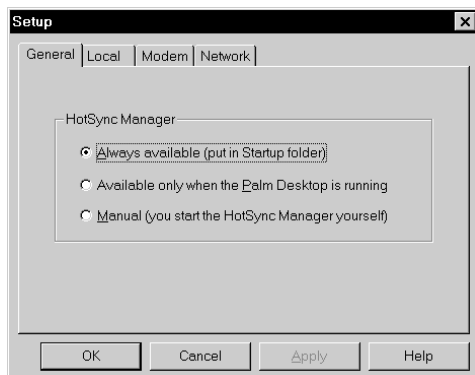 Setup
General Local Modem Network
HotSync Manager
Always available (put in Startup folder)
Available only when the Palm Desktop is running
Manual (you start the HotSync Manager yourself)
OK Cancel Apply Help